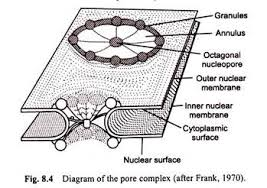 Granules
Annulus
Octagonal
nucleopore
Outer nuclear
membrane
Inner nuclear
membrane
Cytoplasmic
surface
Nuclear surface
Fig. 8.4 Diagram of the pore complex (after Frank, 1970).